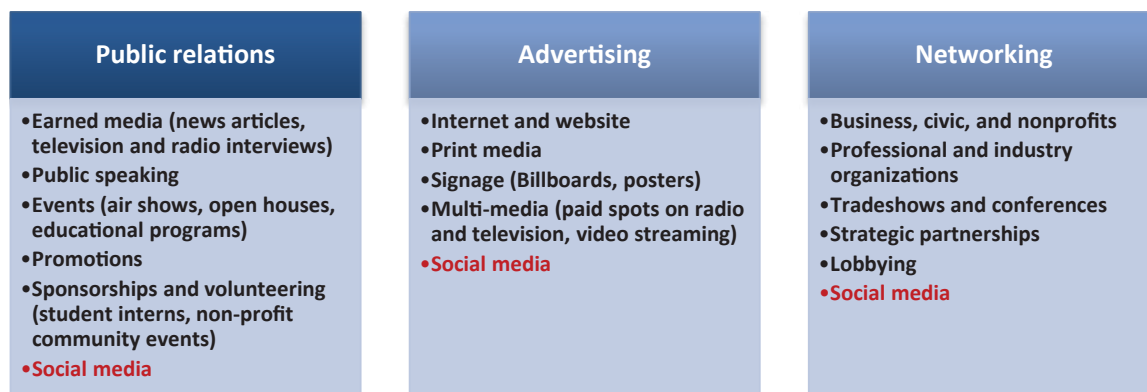 Public relations
•Earned media (news articles,
television and radio interviews)
•Public speaking
•Events (air shows, open houses,
educational programs)
•Promotions
•Sponsorships and volunteering
(student interns, non-profit
community events)
•Social media
Advertising
•Internet and website
•Print media
•Signage (Billboards, posters)
•Multi-media (paid spots on radio
and television, video streaming)
•Social media
Networking
•Business, civic, and nonprofits
•Professional and industry
organizations
•Tradeshows and conferences
•Strategic partnerships
•Lobbying
•Social media